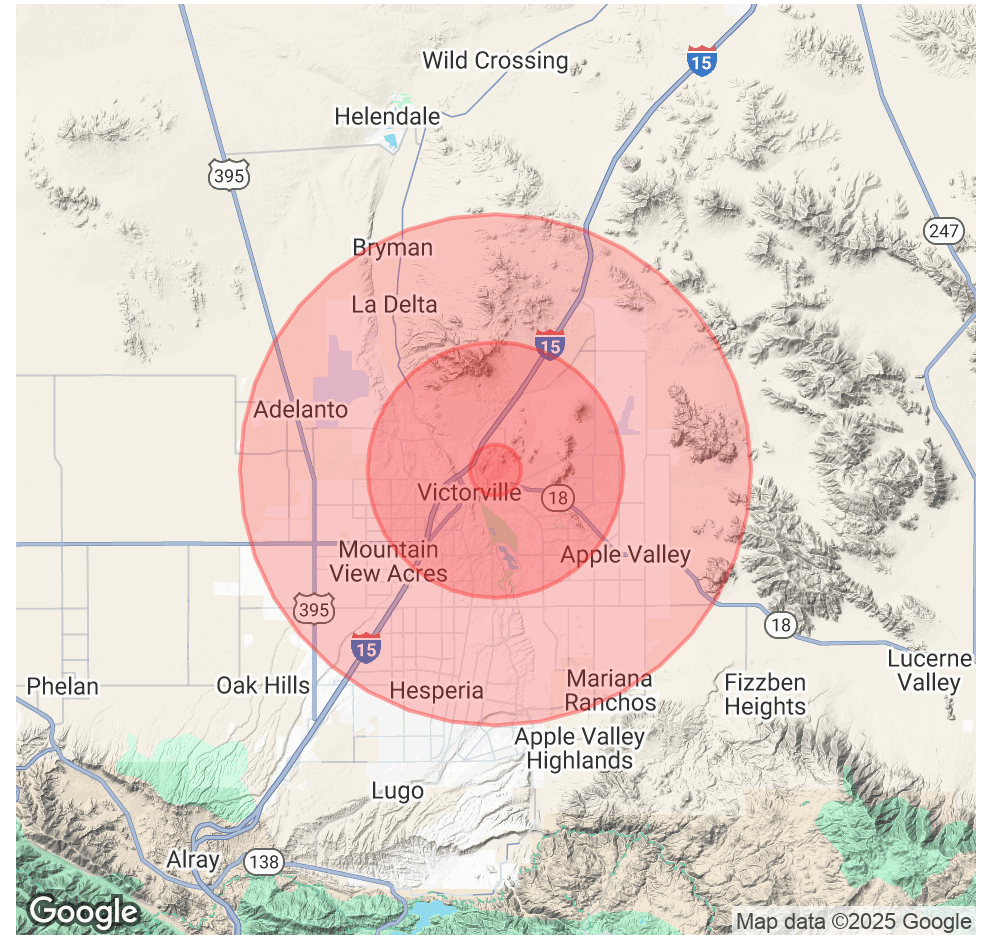 Wild Crossing
15
Helendale
395
247
Bryman
La Delta
15
Adelanto
Victorville
18
Mountain
View Acres
Apple Valley
395
18
15
Lucerne
Valley
Phelan
Oak Hills
Hesperia
Mariana
Ranchos
Fizzben
Heights
Apple Valley
Highlands
Lugo
Alray
138
Google
Map data ©2025 Google